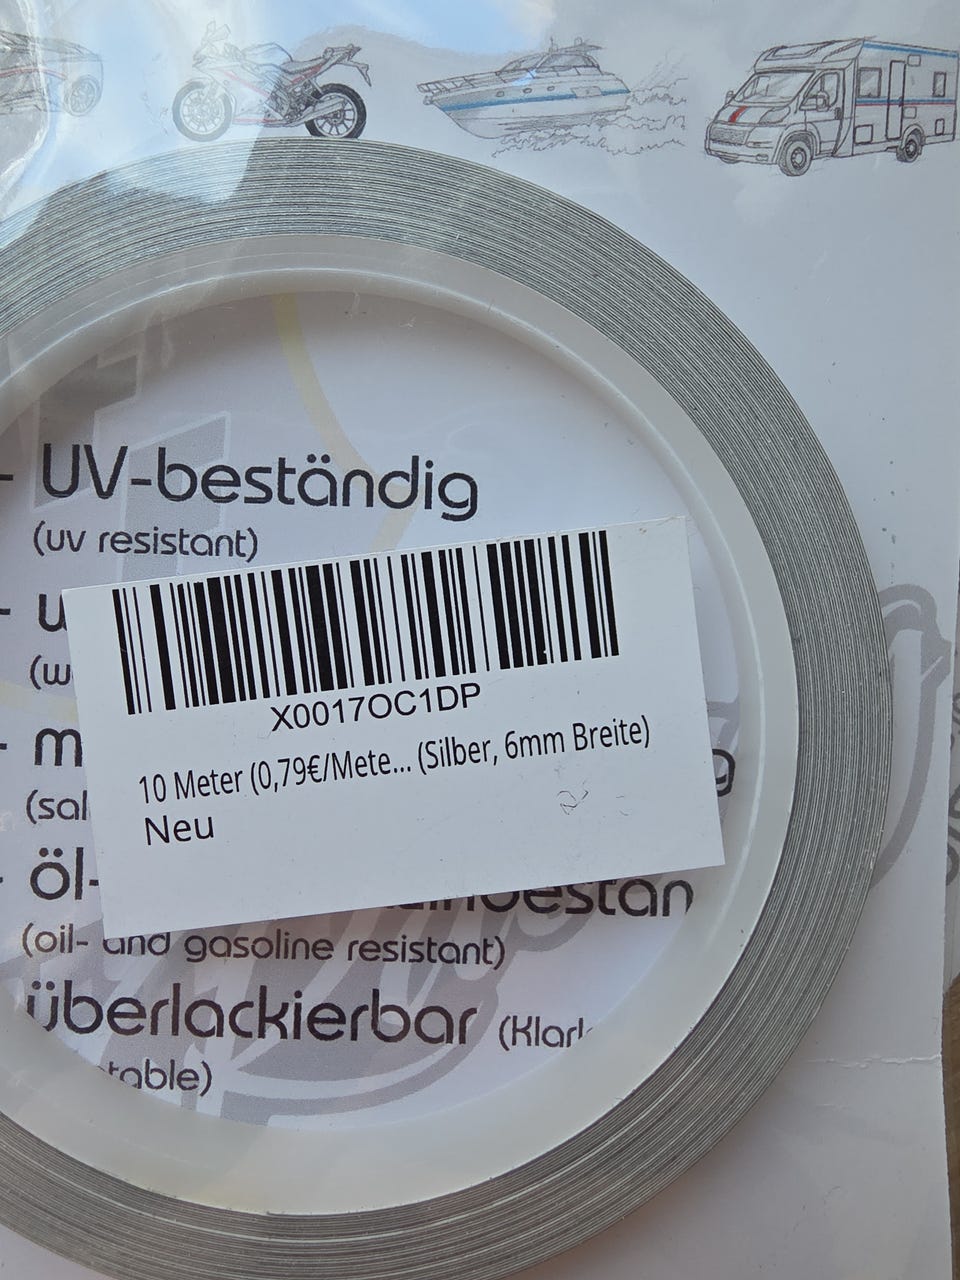 - UV-beständig
(uv resistant)
X0017OC1DP
10 Meter (0,79€/Mete... (Silber, 6mm Breite)
Neu
öl-
(oil- and gasoline resistant)
überlackierbar